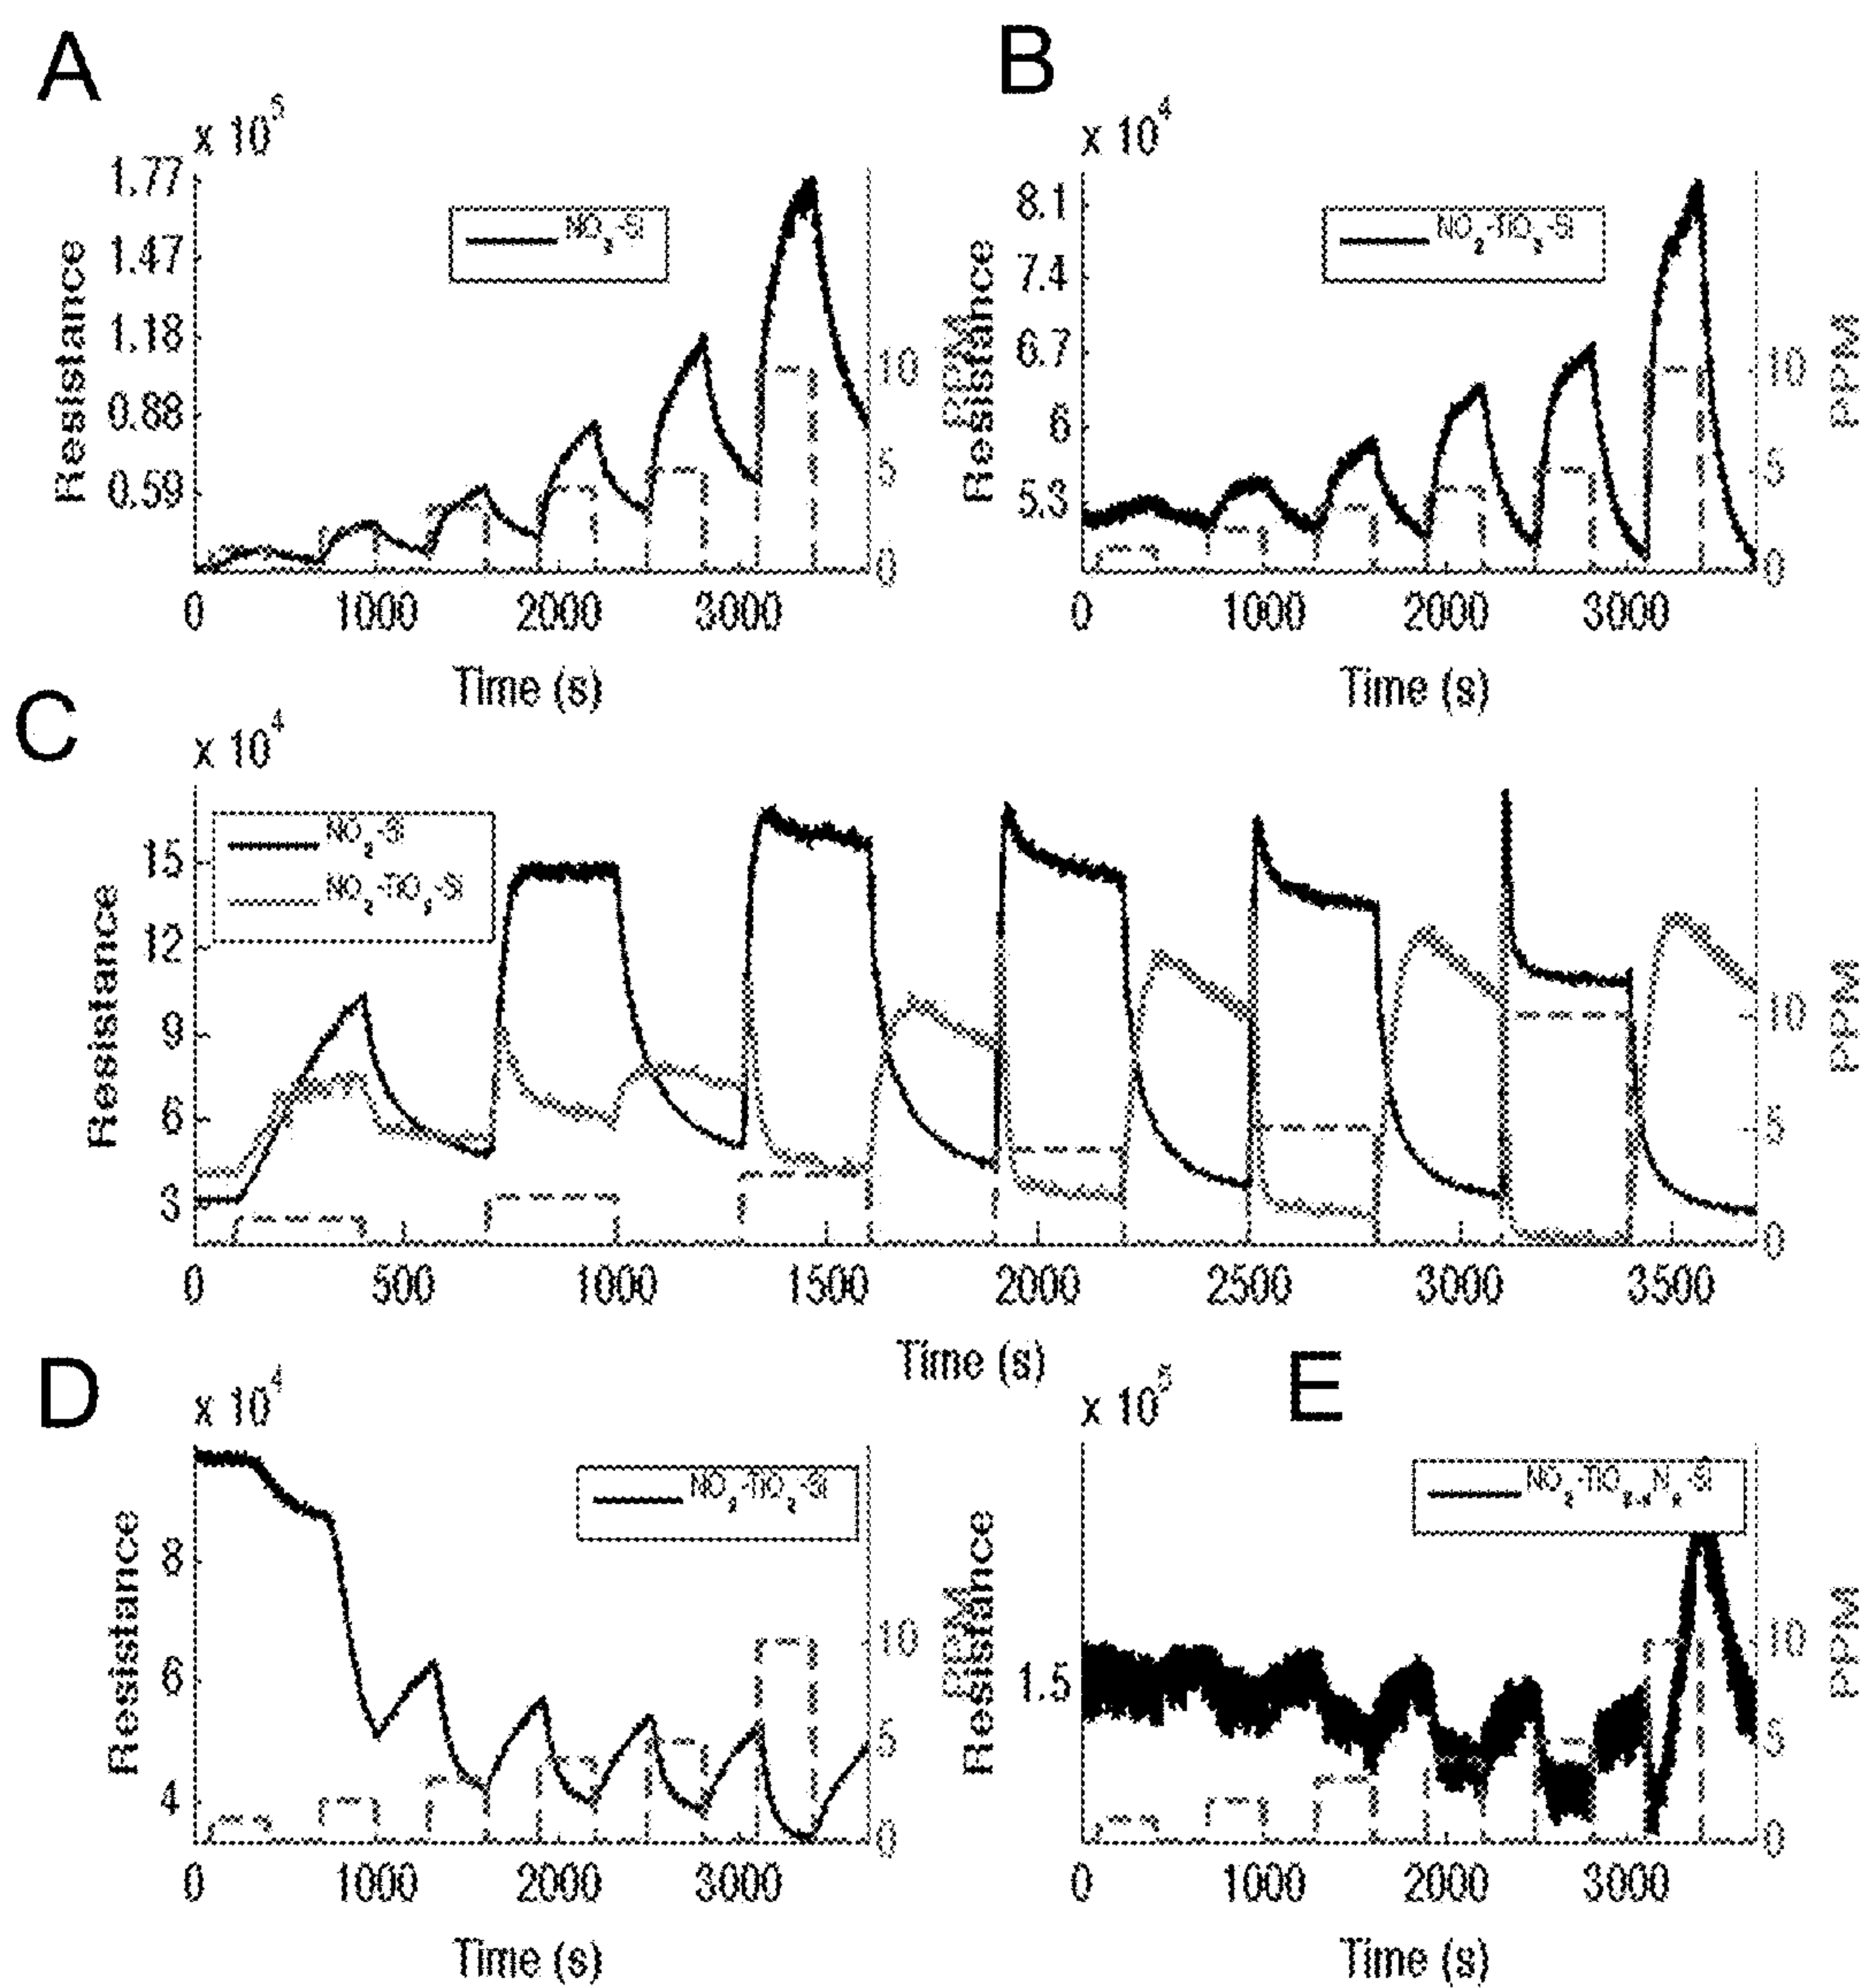 A
x 10^5
1.77
1.47
1.18
0.88
0.59
Resistance
NO2-Si
10
5
0
PPM
0 1000 2000 3000
Time (s)
B
x 10^4
8.1
7.4
6.7
6
5.3
Resistance
NO2-TiO2-Si
10
5
0
PPM
0 1000 2000 3000
Time (s)
C
x 10^4
15
12
9
6
3
Resistance
NO2-Si
NO2-TiO2-Si
10
5
0
PPM
0 500 1000 1500 2000 2500 3000 3500
Time (s)
D
x 10^4
8
6
4
Resistance
NO2-TiO2-Si
10
5
0
PPM
0 1000 2000 3000
Time (s)
E
x 10^5
1.5
Resistance
NO2-TiO2-xNx-Si
10
5
0
PPM
0 1000 2000 3000
Time (s)